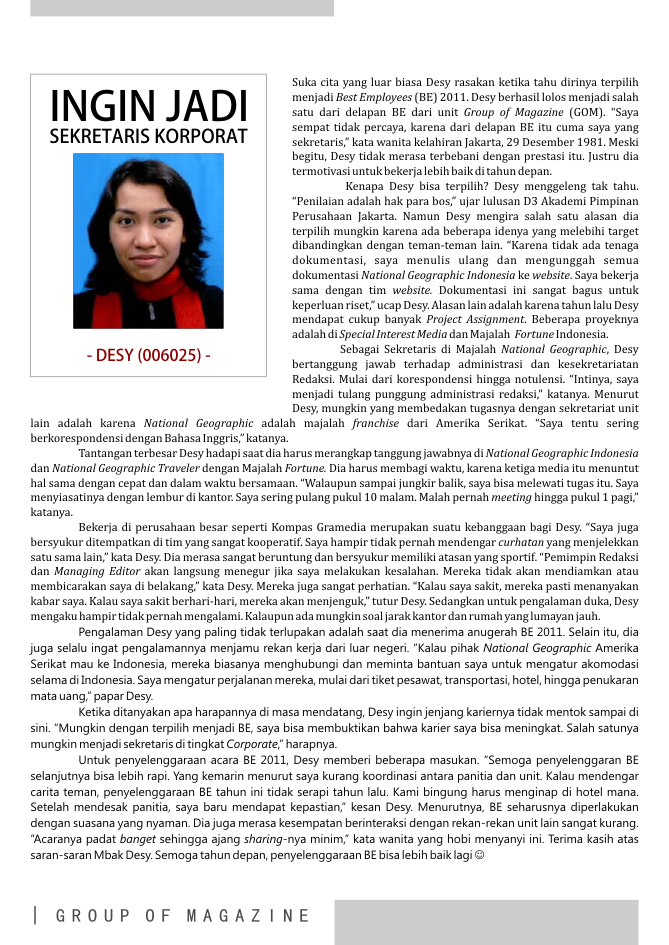 INGIN JADI
SEKRETARIS KORPORAT
- DESY (006025) -
Suka cita yang luar biasa Desy rasakan ketika tahu dirinya terpilih
menjadi Best Employees (BE) 2011. Desy berhasil lolos menjadi salah
satu dari delapan BE dari unit Group of Magazine (GOM). “Saya
sempat tidak percaya, karena dari delapan BE itu cuma saya yang
sekretaris,” kata wanita kelahiran Jakarta, 29 Desember 1981. Meski
begitu, Desy tidak merasa terbebani dengan prestasi itu. Justru dia
termotivasi untuk bekerja lebih baik di tahun depan.
Kenapa Desy bisa terpilih? Desy menggeleng tak tahu.
“Penilaian adalah hak para bos,” ujar lulusan D3 Akademi Pimpinan
Perusahaan Jakarta. Namun Desy mengira salah satu alasan dia
terpilih mungkin karena ada beberapa idenya yang melebihi target
dibandingkan dengan teman-teman lain. “Karena tidak ada tenaga
dokumentasi, saya menulis ulang dan mengunggah semua
dokumentasi National Geographic Indonesia ke website. Saya bekerja
sama dengan tim website. Dokumentasi ini sangat bagus untuk
keperluan riset,” ucap Desy. Alasan lain adalah karena tahun lalu Desy
mendapat cukup banyak Project Assignment. Beberapa proyeknya
adalah di Special Interest Media dan Majalah Fortune Indonesia.
Sebagai Sekretaris di Majalah National Geographic, Desy
bertanggung jawab terhadap administrasi dan kesekretariatan
Redaksi. Mulai dari korespondensi hingga notulensi. “Intinya, saya
menjadi tulang punggung administrasi redaksi,” katanya. Menurut
Desy, mungkin yang membedakan tugasnya dengan sekretariat unit
lain adalah karena National Geographic adalah majalah franchise dari Amerika Serikat. “Saya tentu sering
berkorespondensi dengan Bahasa Inggris,” katanya.
Tantangan terbesar Desy hadapi saat dia harus merangkap tanggung jawabnya di National Geographic Indonesia
dan National Geographic Traveler dengan Majalah Fortune. Dia harus membagi waktu, karena ketiga media itu menuntut
hal sama dengan cepat dan dalam waktu bersamaan. “Walaupun sampai jungkir balik, saya bisa melewati tugas itu. Saya
menyiasatinya dengan lembur di kantor. Saya sering pulang pukul 10 malam. Malah pernah meeting hingga pukul 1 pagi,”
katanya.
Bekerja di perusahaan besar seperti Kompas Gramedia merupakan suatu kebanggaan bagi Desy. “Saya juga
bersyukur ditempatkan di tim yang sangat kooperatif. Saya hampir tidak pernah mendengar curhatan yang menjelekkan
satu sama lain,” kata Desy. Dia merasa sangat beruntung dan bersyukur memiliki atasan yang sportif. “Pemimpin Redaksi
dan Managing Editor akan langsung menegur jika saya melakukan kesalahan. Mereka tidak akan mendiamkan atau
membicarakan saya di belakang,” kata Desy. Mereka juga sangat perhatian. “Kalau saya sakit, mereka pasti menanyakan
kabar saya. Kalau saya sakit berhari-hari, mereka akan menjenguk,” tutur Desy. Sedangkan untuk pengalaman duka, Desy
mengaku hampir tidak pernah mengalami. Kalaupun ada mungkin soal jarak kantor dan rumah yang lumayan jauh.
Pengalaman Desy yang paling tidak terlupakan adalah saat dia menerima anugerah BE 2011. Selain itu, dia
juga selalu ingat pengalamannya menjamu rekan kerja dari luar negeri. “Kalau pihak National Geographic Amerika
Serikat mau ke Indonesia, mereka biasanya menghubungi dan meminta bantuan saya untuk mengatur akomodasi
selama di Indonesia. Saya mengatur perjalanan mereka, mulai dari tiket pesawat, transportasi, hotel, hingga penukaran
mata uang,” papar Desy.
Ketika ditanyakan apa harapannya di masa mendatang, Desy ingin jenjang kariernya tidak mentok sampai di
sini. “Mungkin dengan terpilih menjadi BE, saya bisa membuktikan bahwa karier saya bisa meningkat. Salah satunya
mungkin menjadi sekretaris di tingkat Corporate,” harapnya.
Untuk penyelenggaraan acara BE 2011, Desy memberi beberapa masukan. “Semoga penyelenggaran BE
selanjutnya bisa lebih rapi. Yang kemarin menurut saya kurang koordinasi antara panitia dan unit. Kalau mendengar
carita teman, penyelenggaraan BE tahun ini tidak serapi tahun lalu. Kami bingung harus menginap di hotel mana.
Setelah mendesak panitia, saya baru mendapat kepastian,” kesan Desy. Menurutnya, BE seharusnya diperlakukan
dengan suasana yang nyaman. Dia juga merasa kesempatan berinteraksi dengan rekan-rekan unit lain sangat kurang.
“Acaranya padat banget sehingga ajang sharing-nya minim,” kata wanita yang hobi menyanyi ini. Terima kasih atas
saran-saran Mbak Desy. Semoga tahun depan, penyelenggaraan BE bisa lebih baik lagi ☺
| GROUP OF MAGAZINE